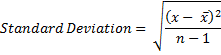 Standard Deviation = √((x − x̄)² / (n − 1))